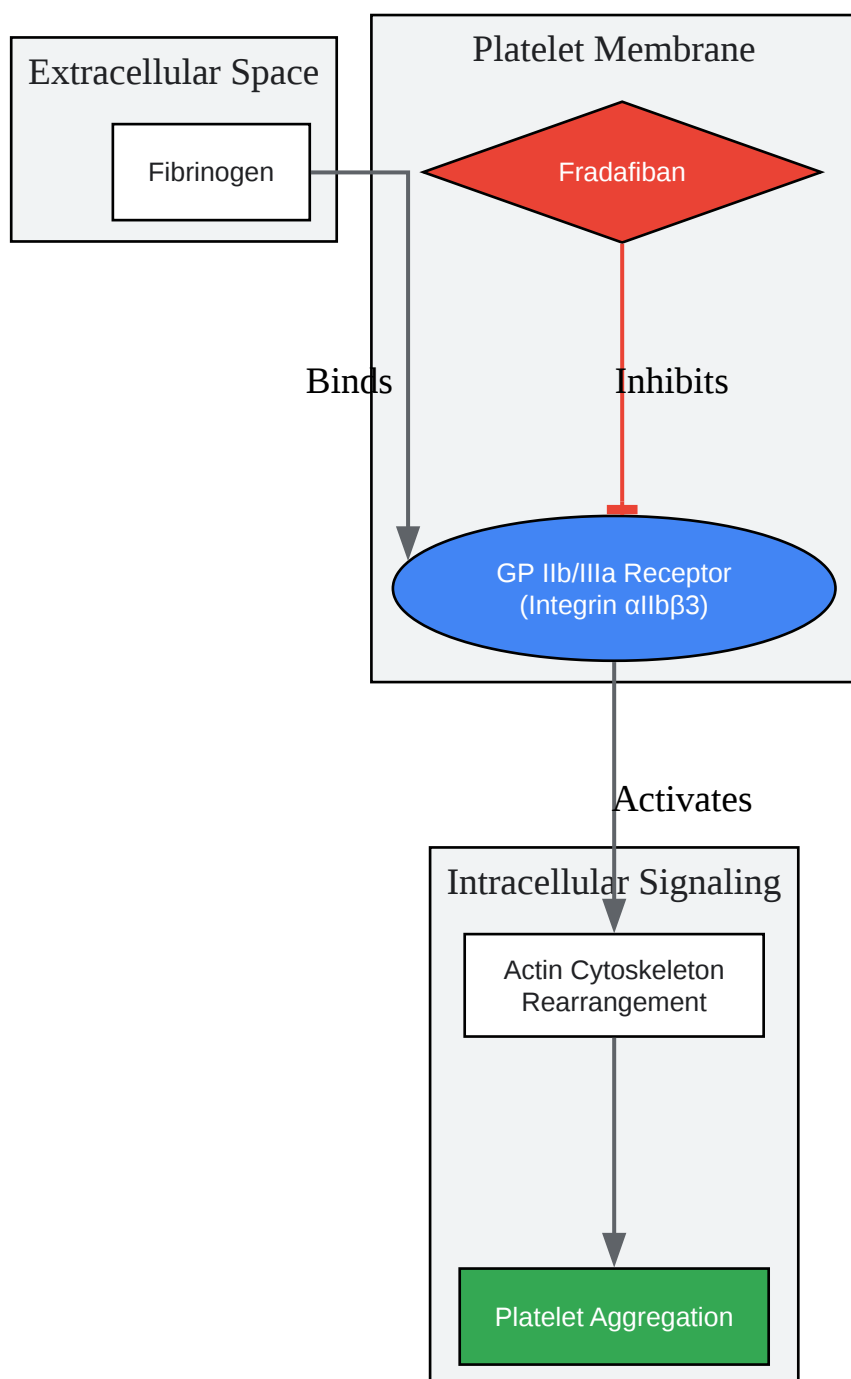 Extracellular Space
Platelet Membrane
Fibrinogen
Fradafiban
Binds
Inhibits
GP IIb/IIIa Receptor
(Integrin αIIbβ3)
Activates
Intracellular Signaling
Actin Cytoskeleton
Rearrangement
Platelet Aggregation